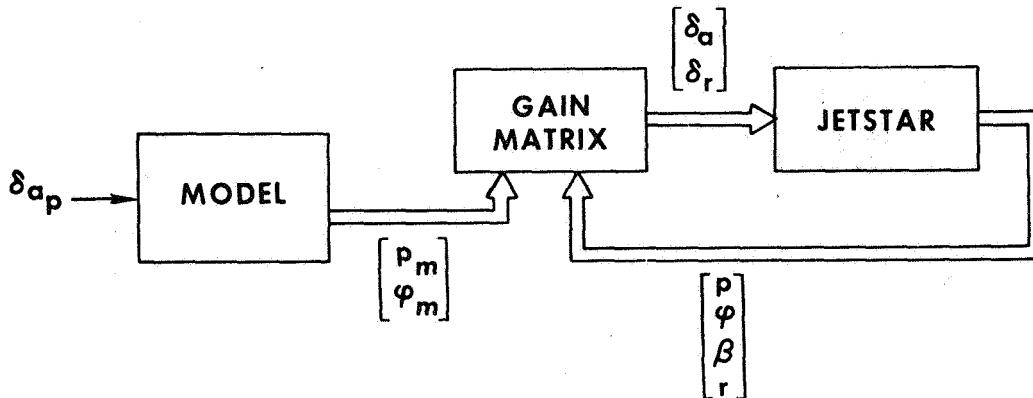 δa
δr
GAIN
MATRIX
JETSTAR
δap
MODEL
pm
φm
p
φ
β
r